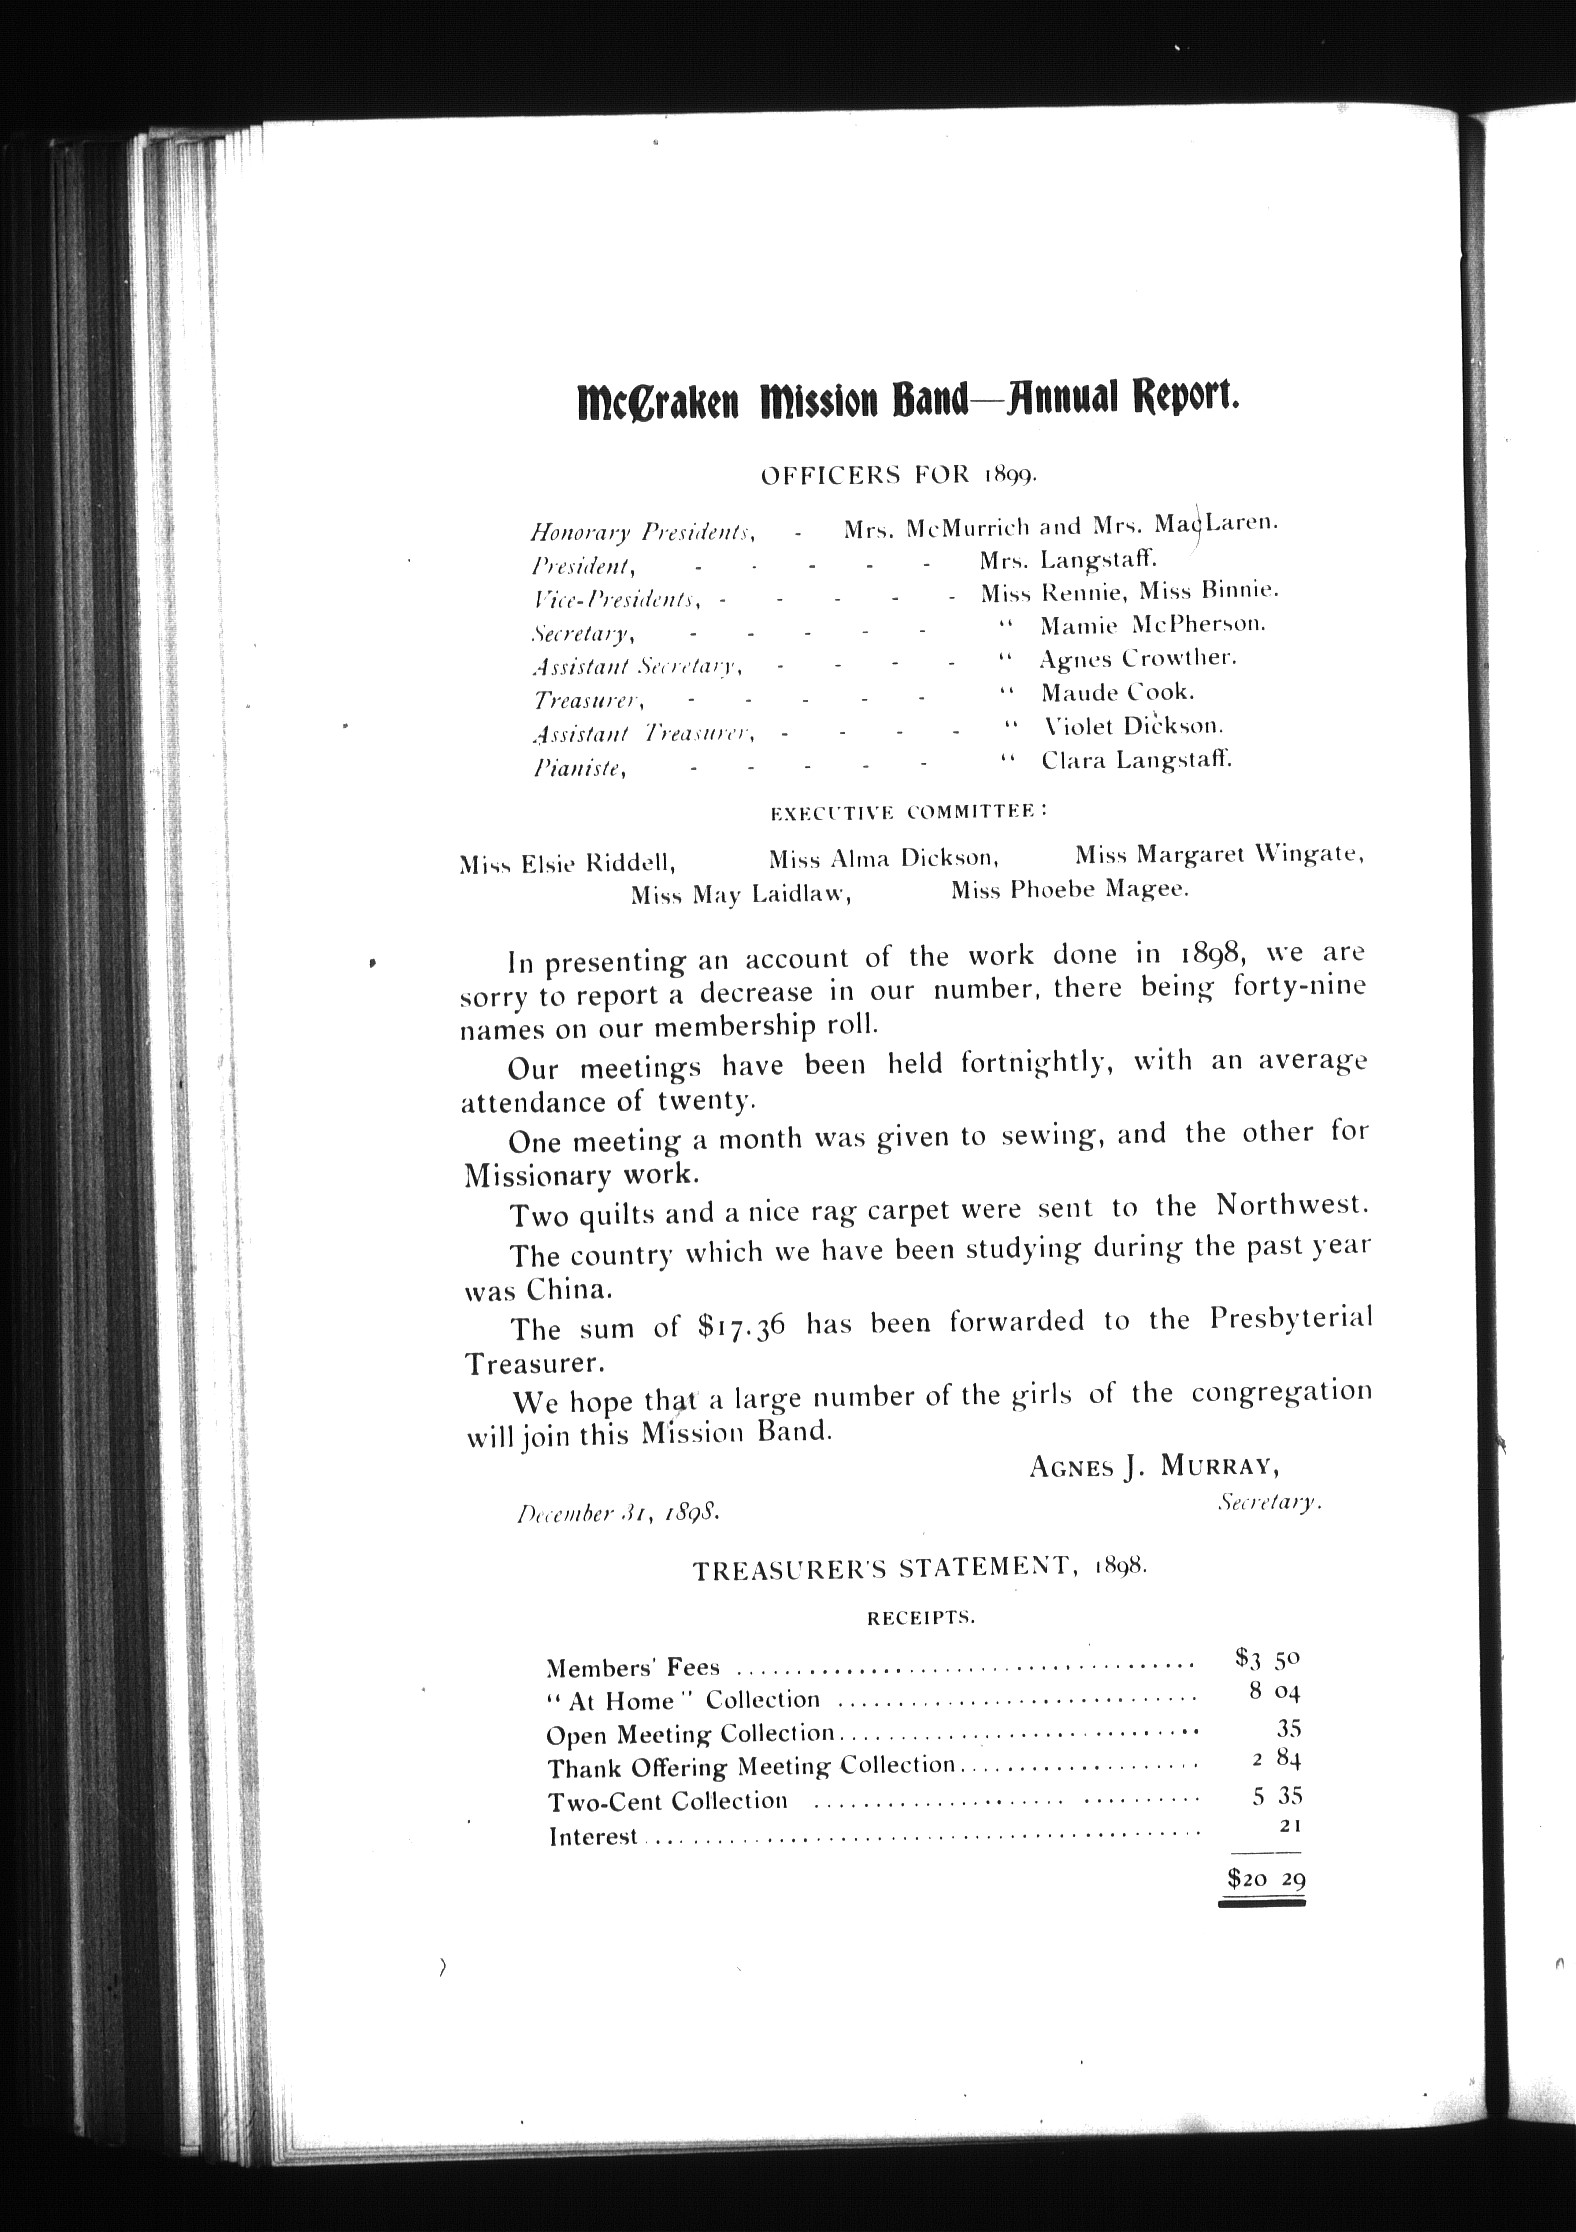 McCraken Mission Band—Annual Report.
OFFICERS FOR 1899.
Honorary Presidents, - Mrs. McMurrich and Mrs. MacLaren.
President, - - - - - Mrs. Langstaff.
Vice-Presidents, - - - - - Miss Rennie, Miss Binnie.
Secretary, - - - - - “ Mamie McPherson.
Assistant Secretary, - - - - “ Agnes Crowther.
Treasurer, - - - - - “ Maude Cook.
Assistant Treasurer, - - - - “ Violet Dickson.
Pianiste, - - - - - “ Clara Langstaff.
EXECUTIVE COMMITTEE:
Miss Elsie Riddell, Miss Alma Dickson, Miss Margaret Wingate,
Miss May Laidlaw, Miss Phoebe Magee.
In presenting an account of the work done in 1898, we are
sorry to report a decrease in our number, there being forty-nine
names on our membership roll.
Our meetings have been held fortnightly, with an average
attendance of twenty.
One meeting a month was given to sewing, and the other for
Missionary work.
Two quilts and a nice rag carpet were sent to the Northwest.
The country which we have been studying during the past year
was China.
The sum of $17.36 has been forwarded to the Presbyterial
Treasurer.
We hope that a large number of the girls of the congregation
will join this Mission Band.
AGNES J. MURRAY,
December 31, 1898. Secretary.
TREASURER'S STATEMENT, 1898.
RECEIPTS.
Members' Fees ........ $3 50
“At Home” Collection ........ 8 04
Open Meeting Collection ........ 35
Thank Offering Meeting Collection ........ 2 84
Two-Cent Collection ........ 5 35
Interest ........ 21
$20 29